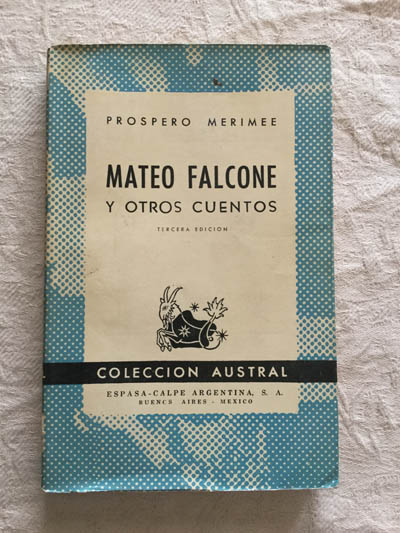 PROSPERO MERIMEE
MATEO FALCONE
Y OTROS CUENTOS
TERCERA EDICION
COLECCION AUSTRAL
ESPASA-CALPE ARGENTINA, S. A.
BUENOS AIRES - MEXICO